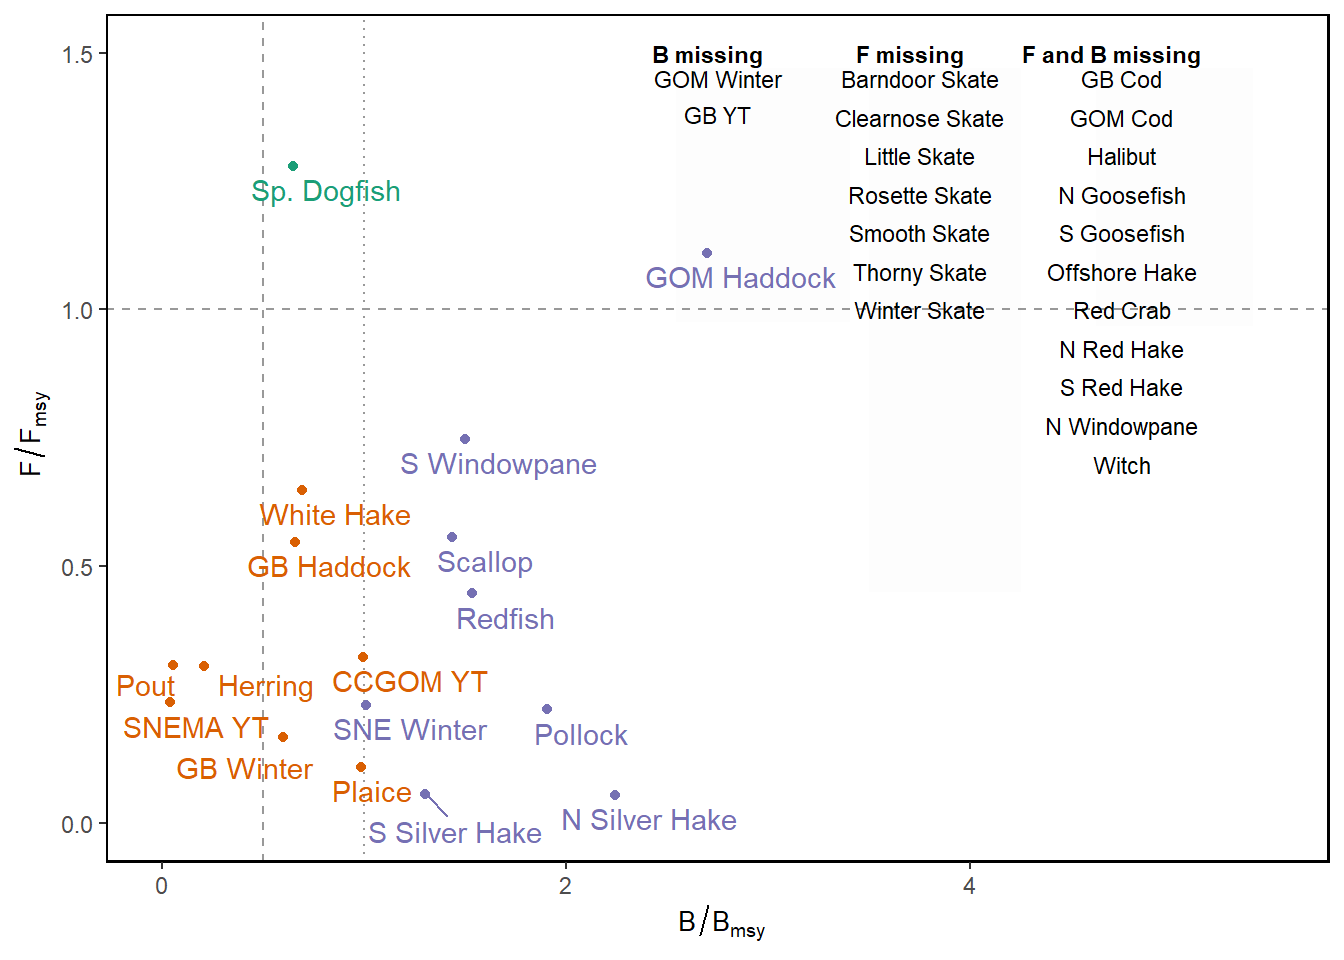 1.5
B missing
F missing
F and B missing
GOM Winter
Barndoor Skate
GB Cod
GB YT
Clearnose Skate
GOM Cod
Little Skate
Halibut
Sp. Dogfish
Rosette Skate
N Goosefish
Smooth Skate
S Goosefish
GOM Haddock
Thorny Skate
Offshore Hake
1.0
Winter Skate
Red Crab
N Red Hake
S Red Hake
N Windowpane
S Windowpane
Witch
F/Fmsy
White Hake
0.5
GB Haddock
Scallop
Redfish
Pout
Herring
CCGOM YT
SNEMA YT
SNE Winter
Pollock
GB Winter
Plaice
0.0
S Silver Hake
N Silver Hake
0
2
4
B/Bmsy